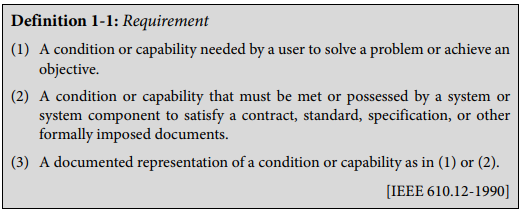 Definition 1-1: Requirement
(1) A condition or capability needed by a user to solve a problem or achieve an
objective.
(2) A condition or capability that must be met or possessed by a system or
system component to satisfy a contract, standard, specification, or other
formally imposed documents.
(3) A documented representation of a condition or capability as in (1) or (2).
[IEEE 610.12-1990]